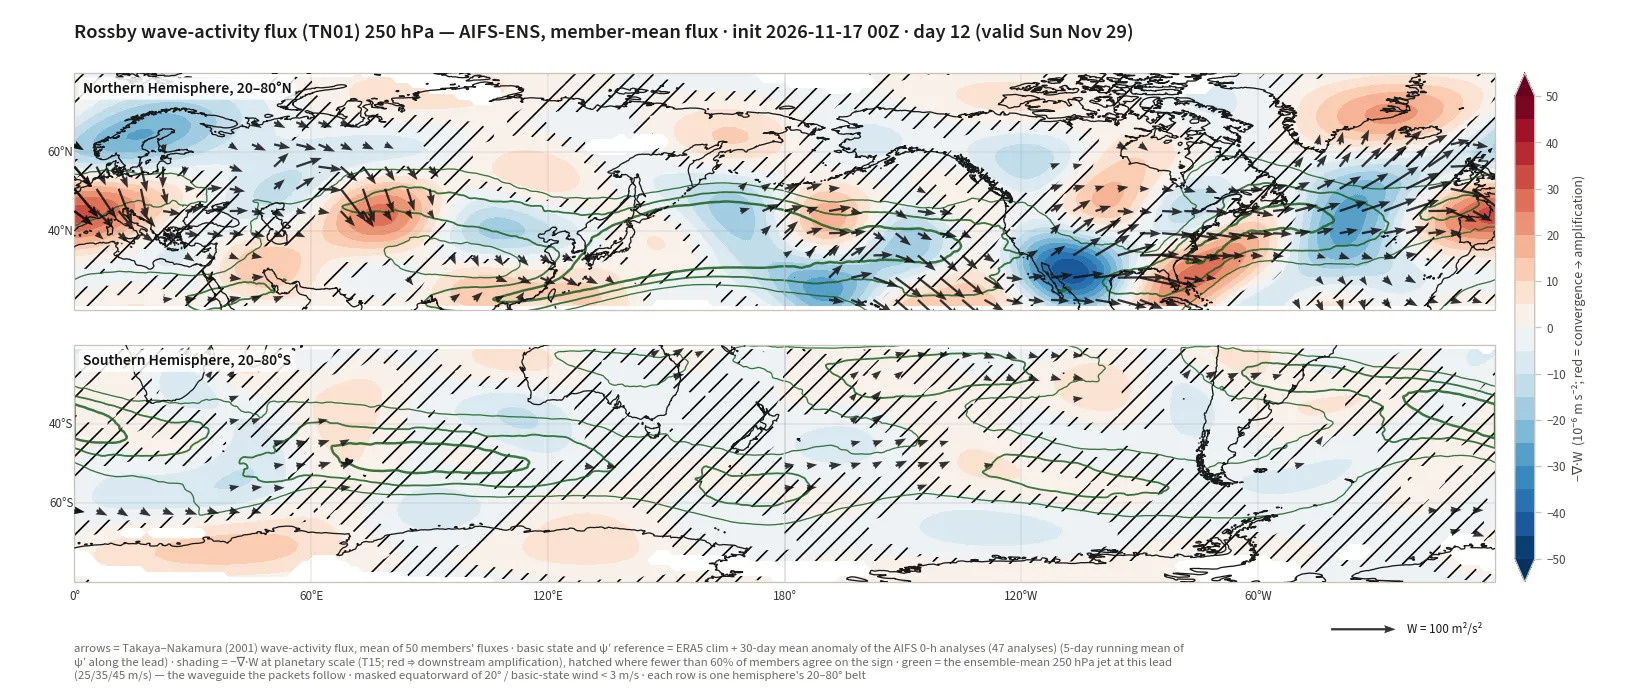 Rossby wave-activity flux (TN01) 250 hPa — AIFS-ENS, member-mean flux · init 2026-11-17 00Z · day 12 (valid Sun Nov 29)
Northern Hemisphere, 20–80°N
60°N
40°N
Southern Hemisphere, 20–80°S
40°S
60°S
0°
60°E
120°E
180°
120°W
60°W
50
40
30
20
10
0
−10
−20
−30
−40
−50
−∇·W (10⁻⁶ m s⁻²; red = convergence → amplification)
W = 100 m²/s²
arrows = Takaya–Nakamura (2001) wave-activity flux, mean of 50 members' fluxes · basic state and ψ' reference = ERA5 clim + 30-day mean anomaly of the AIFS 0-h analyses (47 analyses) (5-day running mean of
ψ' along the lead) · shading = −∇·W at planetary scale (T15; red ⇒ downstream amplification), hatched where fewer than 60% of members agree on the sign · green = the ensemble-mean 250 hPa jet at this lead
(25/35/45 m/s) — the waveguide the packets follow · masked equatorward of 20° / basic-state wind < 3 m/s · each row is one hemisphere's 20–80° belt